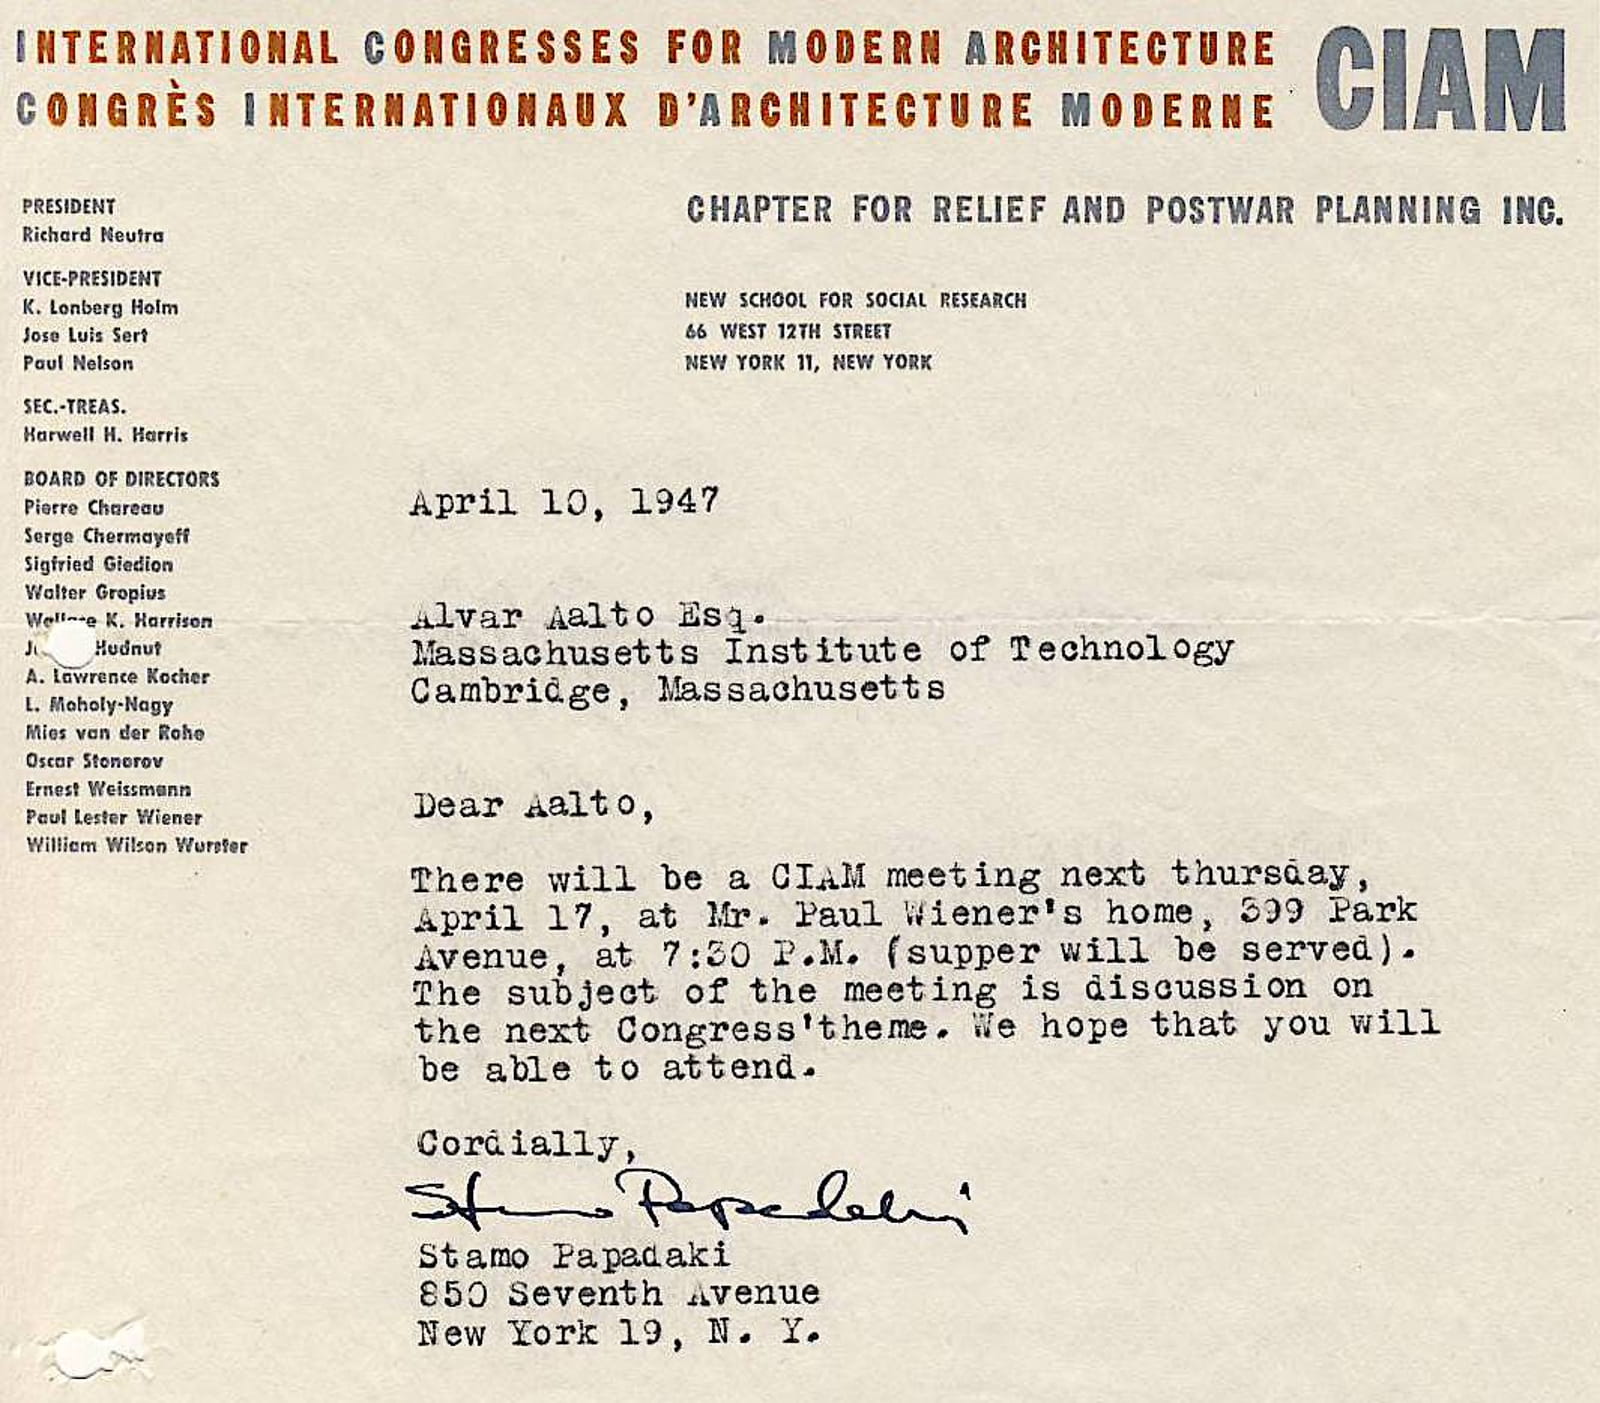 INTERNATIONAL CONGRESSES FOR MODERN ARCHITECTURE
CONGRÈS INTERNATIONAUX D'ARCHITECTURE MODERNE
CIAM
CHAPTER FOR RELIEF AND POSTWAR PLANNING INC.
NEW SCHOOL FOR SOCIAL RESEARCH
66 WEST 12TH STREET
NEW YORK 11, NEW YORK
PRESIDENT
Richard Neutra
VICE-PRESIDENT
K. Lonberg Holm
Jose Luis Sert
Paul Nelson
SEC.-TREAS.
Harwell H. Harris
BOARD OF DIRECTORS
Pierre Chareau
Serge Chermayeff
Sigfried Giedion
Walter Gropius
Wallace K. Harrison
Hudnut
A. Lawrence Kocher
L. Moholy-Nagy
Mies van der Rohe
Oscar Stonorov
Ernest Weissmann
Paul Lester Wiener
William Wilson Wurster
April 10, 1947
Alvar Aalto Esq.
Massachusetts Institute of Technology
Cambridge, Massachusetts
Dear Aalto,
There will be a CIAM meeting next thursday,
April 17, at Mr. Paul Wiener's home, 399 Park
Avenue, at 7:30 P.M. (supper will be served).
The subject of the meeting is discussion on
the next Congress'theme. We hope that you will
be able to attend.
Cordially,
Stamo Papadaki
Stamo Papadaki
850 Seventh Avenue
New York 19, N. Y.